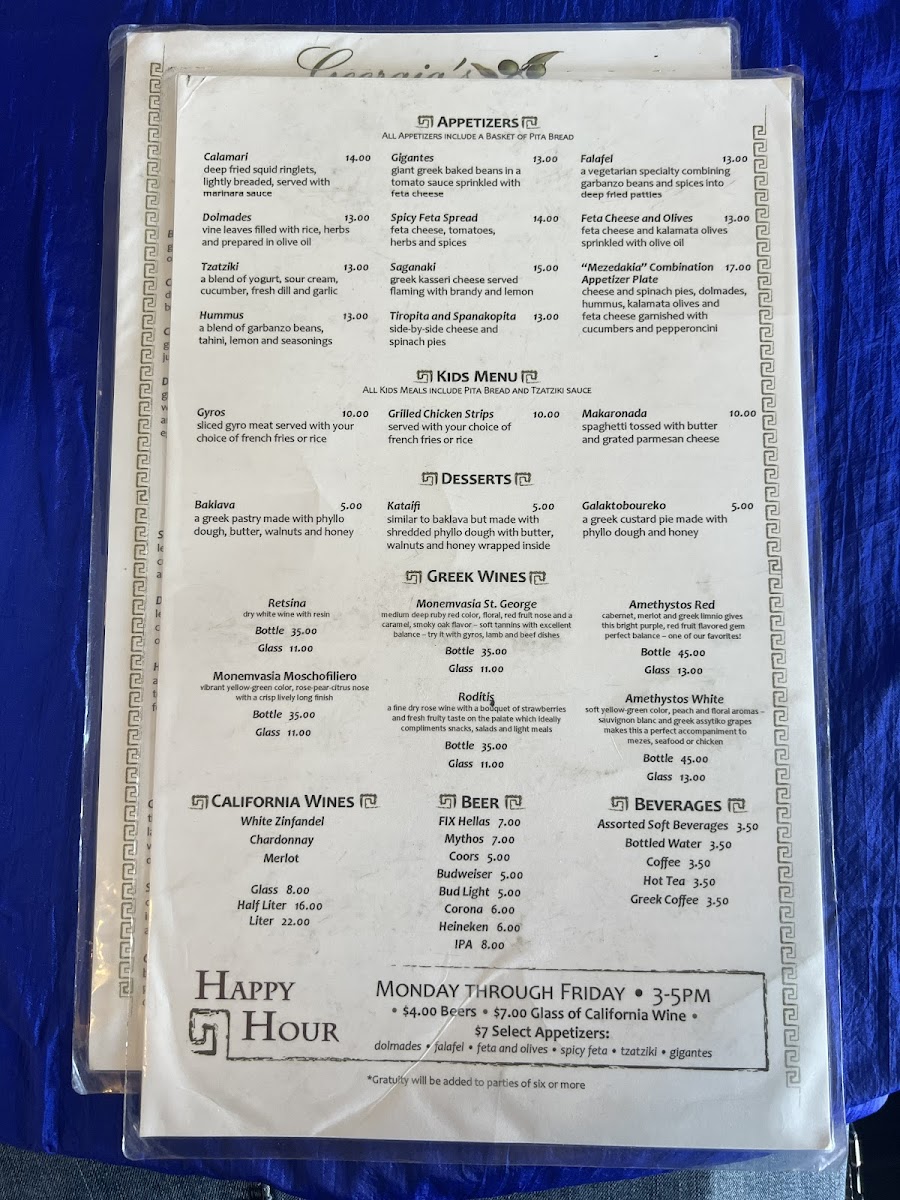 Georgia's
APPETIZERS
ALL APPETIZERS INCLUDE A BASKET OF PITA BREAD
Calamari 14.00
deep fried squid ringlets,
lightly breaded, served with
marinara sauce
Dolmades 13.00
vine leaves filled with rice, herbs
and prepared in olive oil
Tzatziki 13.00
a blend of yogurt, sour cream,
cucumber, fresh dill and garlic
Hummus 13.00
a blend of garbanzo beans,
tahini, lemon and seasonings
Gigantes 13.00
giant greek baked beans in a
tomato sauce sprinkled with
feta cheese
Spicy Feta Spread 14.00
feta cheese, tomatoes,
herbs and spices
Saganaki 15.00
greek kasseri cheese served
flaming with brandy and lemon
Tiropita and Spanakopita 13.00
side-by-side cheese and
spinach pies
Falafel 13.00
a vegetarian specialty combining
garbanzo beans and spices into
deep fried patties
Feta Cheese and Olives 13.00
feta cheese and kalamata olives
sprinkled with olive oil
"Mezedakia" Combination 17.00
Appetizer Plate
cheese and spinach pies, dolmades,
hummus, kalamata olives and
feta cheese garnished with
cucumbers and pepperoncini
KIDS MENU
ALL KIDS MEALS INCLUDE PITA BREAD AND TZATZIKI SAUCE
Gyros 10.00
sliced gyro meat served with your
choice of french fries or rice
Grilled Chicken Strips 10.00
served with your choice of
french fries or rice
Makaronada 10.00
spaghetti tossed with butter
and grated parmesan cheese
DESSERTS
Baklava 5.00
a greek pastry made with phyllo
dough, butter, walnuts and honey
Kataifi 5.00
similar to baklava but made with
shredded phyllo dough with butter,
walnuts and honey wrapped inside
Galaktoboureko 5.00
a greek custard pie made with
phyllo dough and honey
GREEK WINES
Retsina
dry white wine with resin
Bottle 35.00
Glass 11.00
Monemvasia Moschofiliero
vibrant yellow-green color, rose-pear-citrus nose
with a crisp lively long finish
Bottle 35.00
Glass 11.00
Monemvasia St. George
medium deep ruby red color, floral, red fruit nose and a
caramel, smoky oak flavor – soft tannins with excellent
balance – try it with gyros, lamb and beef dishes
Bottle 35.00
Glass 11.00
Roditis
a fine dry rose wine with a bouquet of strawberries
and fresh fruity taste on the palate which ideally
compliments snacks, salads and light meals
Bottle 35.00
Glass 11.00
Amethystos Red
cabernet, merlot and greek limnio gives
this bright purple, red fruit flavored gem
perfect balance – one of our favorites!
Bottle 45.00
Glass 13.00
Amethystos White
soft yellow-green color, peach and floral aromas –
sauvignon blanc and greek assytiko grapes
makes this a perfect accompaniment to
mezes, seafood or chicken
Bottle 45.00
Glass 13.00
CALIFORNIA WINES
White Zinfandel
Chardonnay
Merlot
Glass 8.00
Half Liter 16.00
Liter 22.00
BEER
FIX Hellas 7.00
Mythos 7.00
Coors 5.00
Budweiser 5.00
Bud Light 5.00
Corona 6.00
Heineken 6.00
IPA 8.00
BEVERAGES
Assorted Soft Beverages 3.50
Bottled Water 3.50
Coffee 3.50
Hot Tea 3.50
Greek Coffee 3.50
HAPPY
HOUR
MONDAY THROUGH FRIDAY • 3-5PM
• $4.00 Beers • $7.00 Glass of California Wine •
$7 Select Appetizers:
dolmades • falafel • feta and olives • spicy feta • tzatziki • gigantes
*Gratuity will be added to parties of six or more